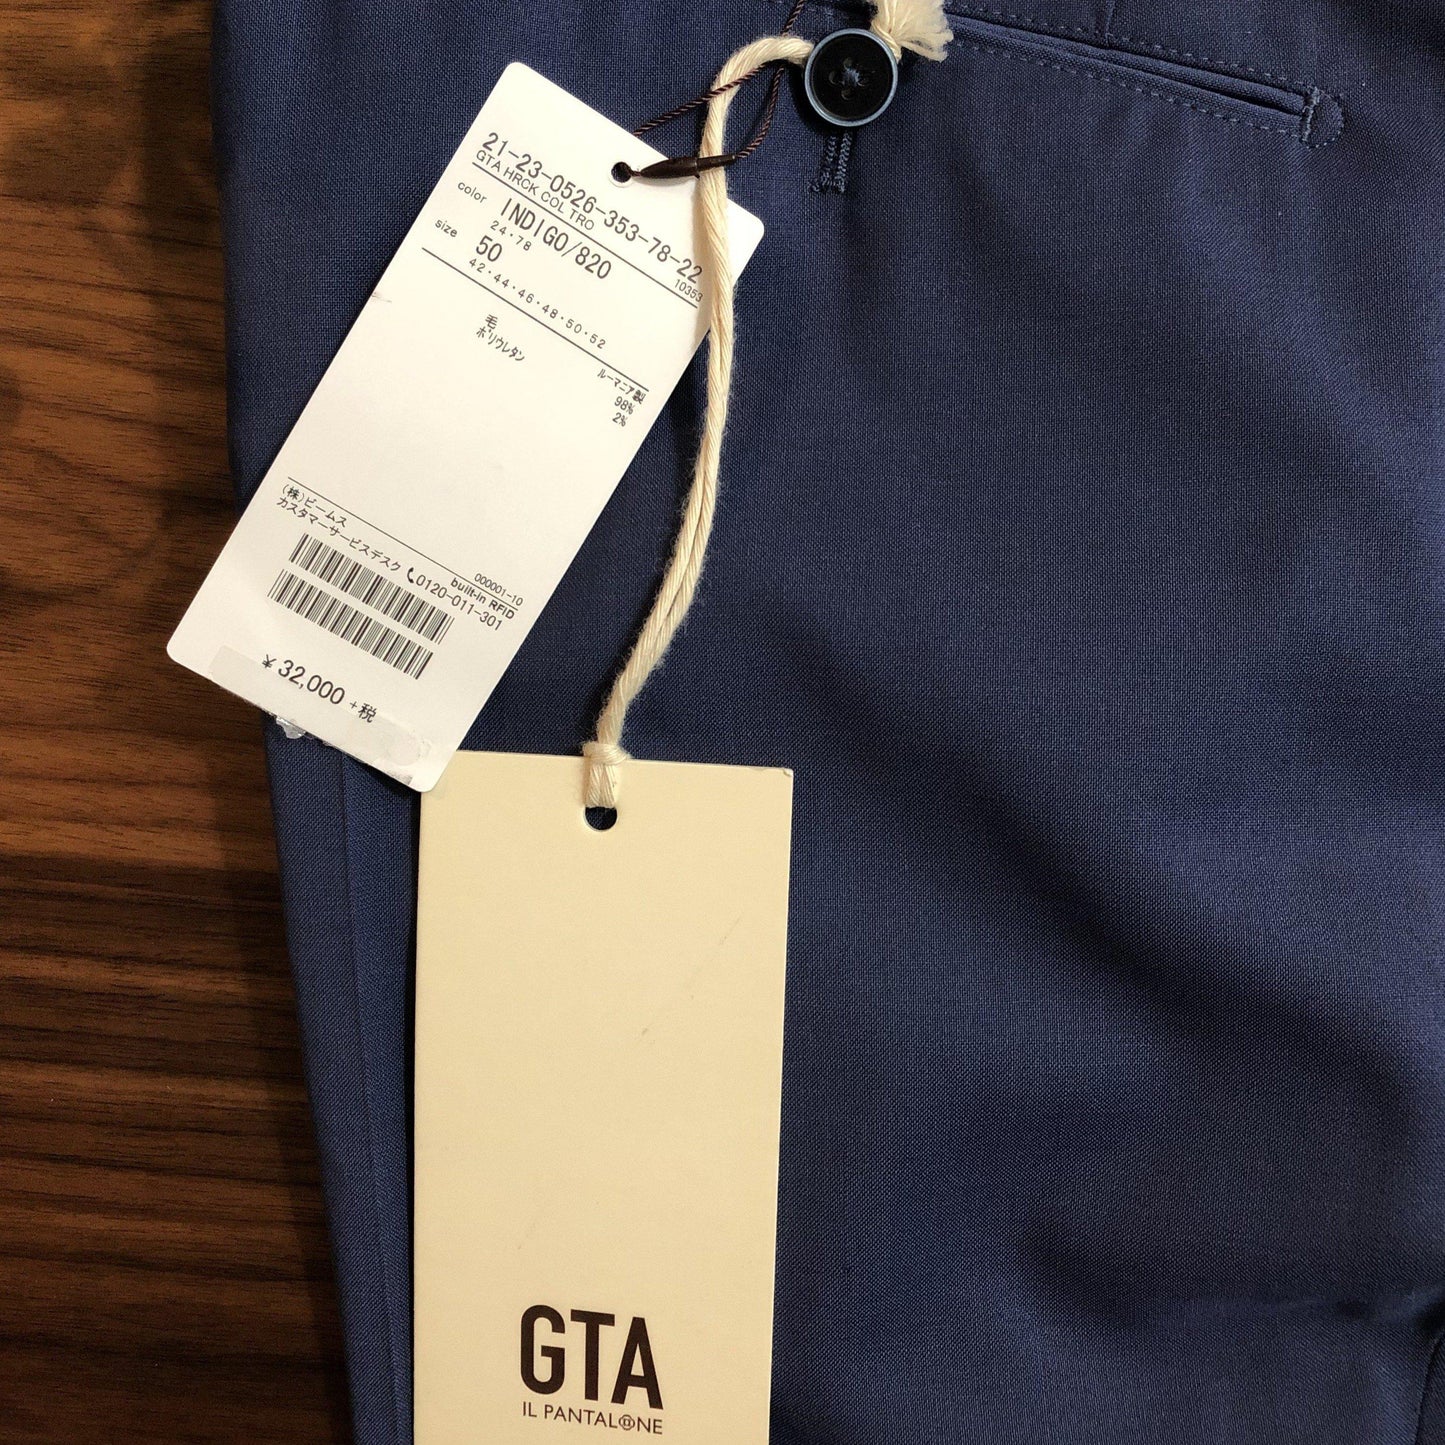 21-23-0526-353-78-22
GTA HRCK COL TRO 10353
color INDIGO/820
24・78
size 50
42・44・46・48・50・52
ルーマニア製
毛 98%
ポリウレタン 2%
(株)ビームス 000001-10
カスタマーサービスデスク 0120-011-301
built-in RFID
¥32,000 +税
GTA
IL PANTALONE